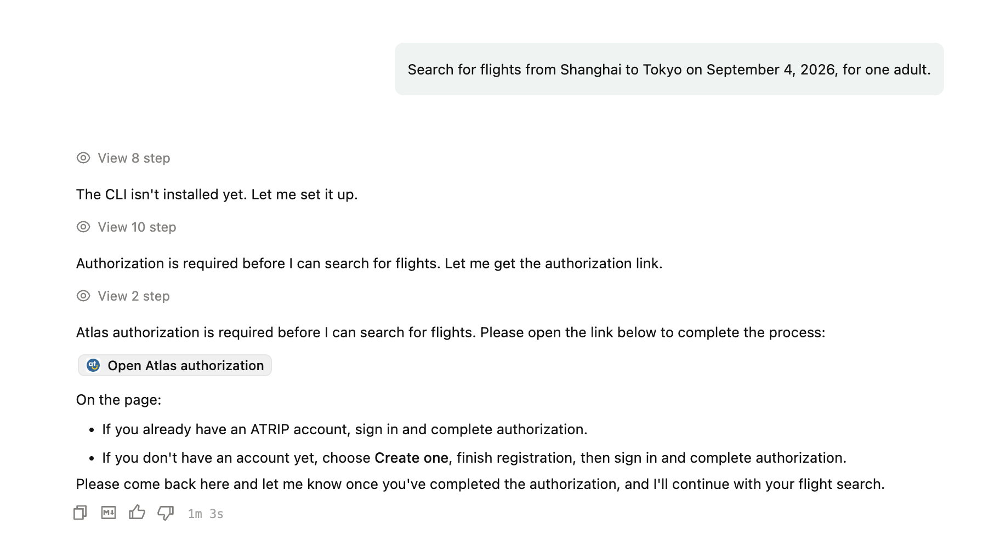 Search for flights from Shanghai to Tokyo on September 4, 2026, for one adult.
View 8 step
The CLI isn't installed yet. Let me set it up.
View 10 step
Authorization is required before I can search for flights. Let me get the authorization link.
View 2 step
Atlas authorization is required before I can search for flights. Please open the link below to complete the process:
at Open Atlas authorization
On the page:
• If you already have an ATRIP account, sign in and complete authorization.
• If you don't have an account yet, choose Create one, finish registration, then sign in and complete authorization.
Please come back here and let me know once you've completed the authorization, and I'll continue with your flight search.
M↓ 1m 3s